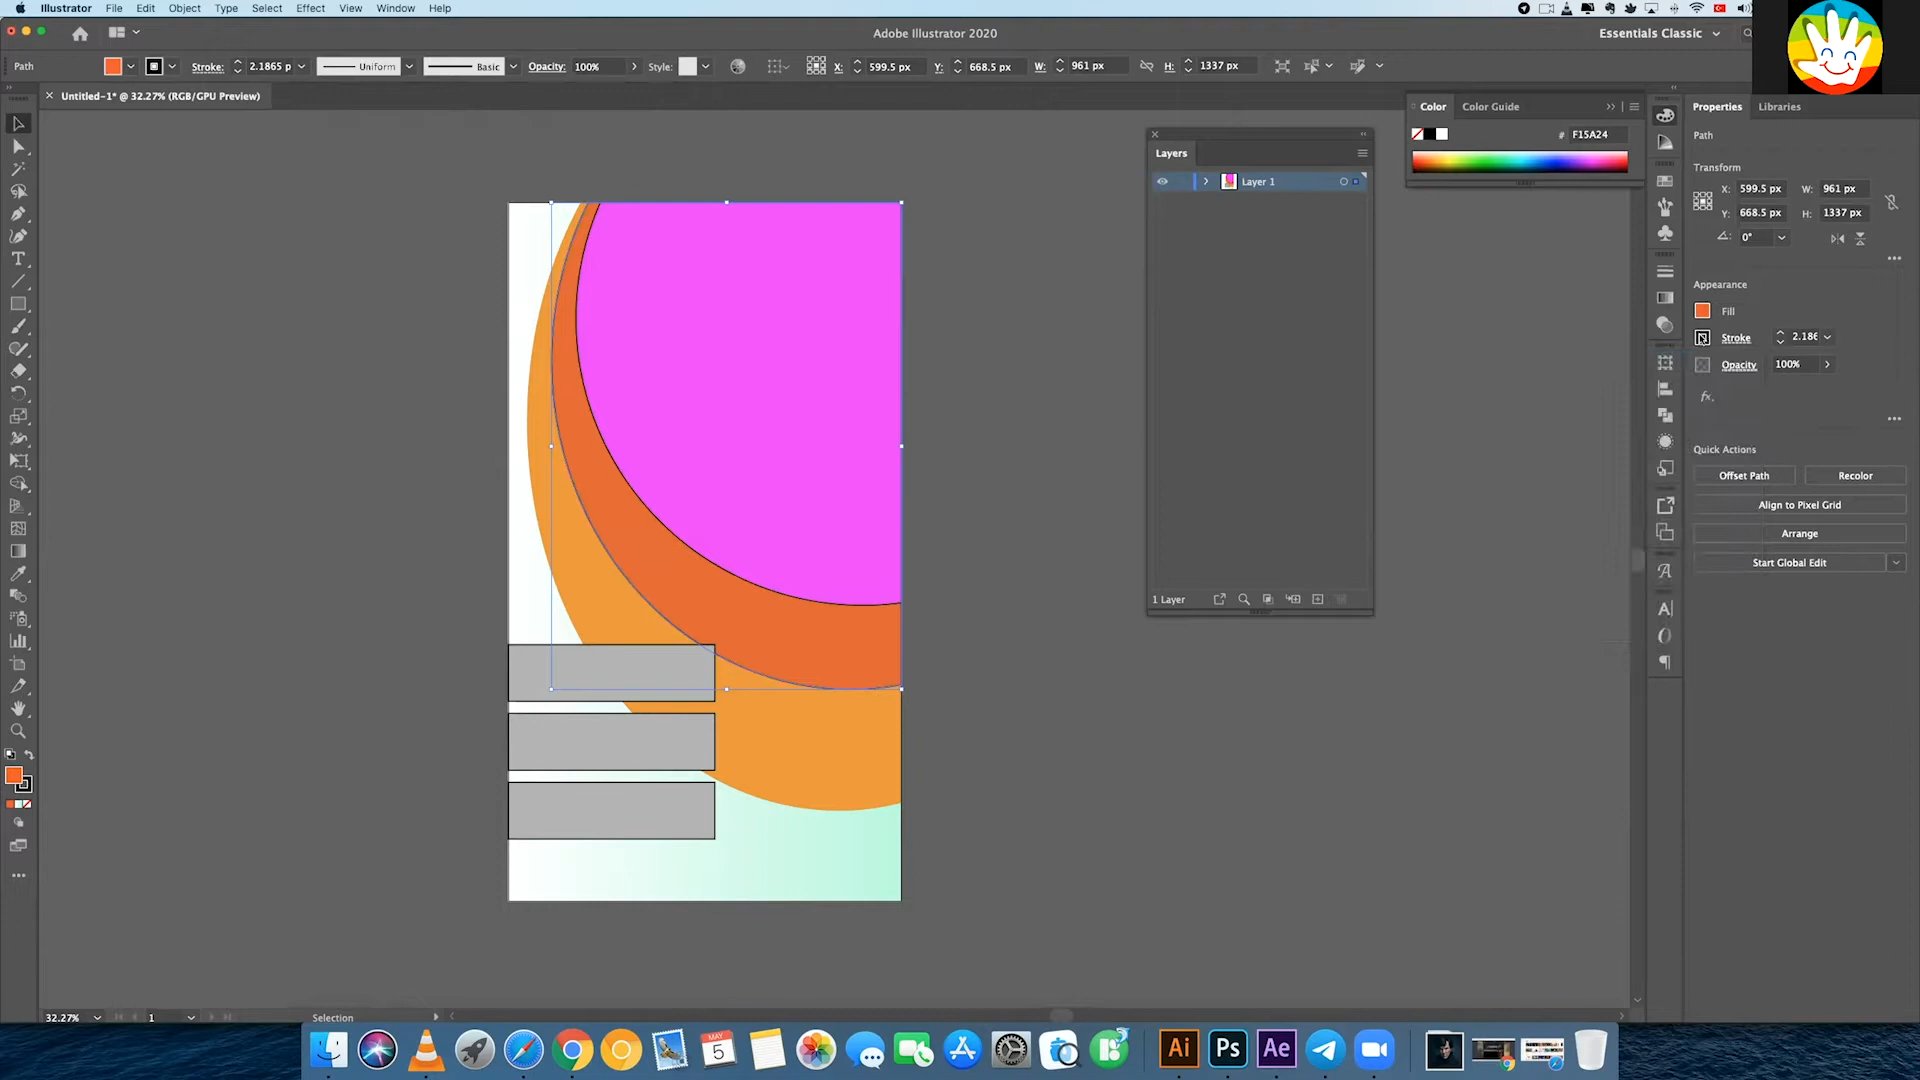 Illustrator File Edit Type Object Select Effect View Window Help
Adobe Illustrator 2020
Essentials Classic
Path Stroke: 2.1865 p Uniform Basic Opacity: 100% Style: X: 599.5 px Y: 668.5 px W: 961 px H: 1337 px
Untitled-1* @ 32.27% (RGB/GPU Preview)
Color Color Guide
Properties Libraries
# F15A24
Path
Layers
Transform
Layer 1
X: 599.5 px W: 961 px
Y: 668.5 px H: 1337 px
0°
Appearance
Fill
Stroke 2.186
Opacity 100%
fx.
Quick Actions
Offset Path Recolor
Align to Pixel Grid
Arrange
Start Global Edit
1 Layer
32.27% 1 Selection
MAY
5
Ai Ps Ae